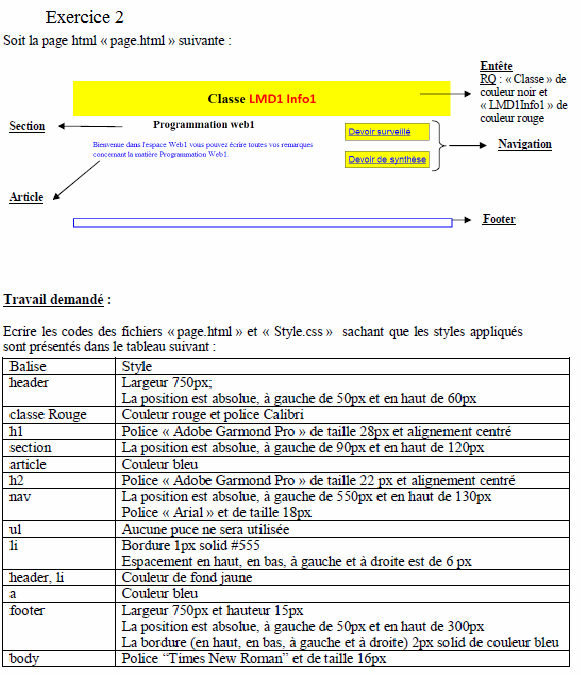 Exercice 2
Soit la page html « page.html » suivante :
Entête
RQ : « Classe » de
couleur noir et
« LMD1Info1 » de
couleur rouge
Classe LMD1 Info1
Section
Programmation web1
Bienvenue dans l'espace Web1 vous pouvez écrire toutes vos remarques
concernant la matière Programmation Web1.
Devoir surveillé
Devoir de synthèse
Navigation
Article
Footer
Travail demandé :
Ecrire les codes des fichiers « page.html » et « Style.css » sachant que les styles appliqués
sont présentés dans le tableau suivant :
Balise Style
header Largeur 750px;
La position est absolue, à gauche de 50px et en haut de 60px
classe Rouge Couleur rouge et police Calibri
h1 Police « Adobe Garmond Pro » de taille 28px et alignement centré
section La position est absolue, à gauche de 90px et en haut de 120px
article Couleur bleu
h2 Police « Adobe Garmond Pro » de taille 22 px et alignement centré
nav La position est absolue, à gauche de 550px et en haut de 130px
Police « Arial » et de taille 18px
ul Aucune puce ne sera utilisée
li Bordure 1px solid #555
Espacement en haut, en bas, à gauche et à droite est de 6 px
header, li Couleur de fond jaune
a Couleur bleu
footer Largeur 750px et hauteur 15px
La position est absolue, à gauche de 50px et en haut de 300px
La bordure (en haut, en bas, à gauche et à droite) 2px solid de couleur bleu
body Police “Times New Roman” et de taille 16px